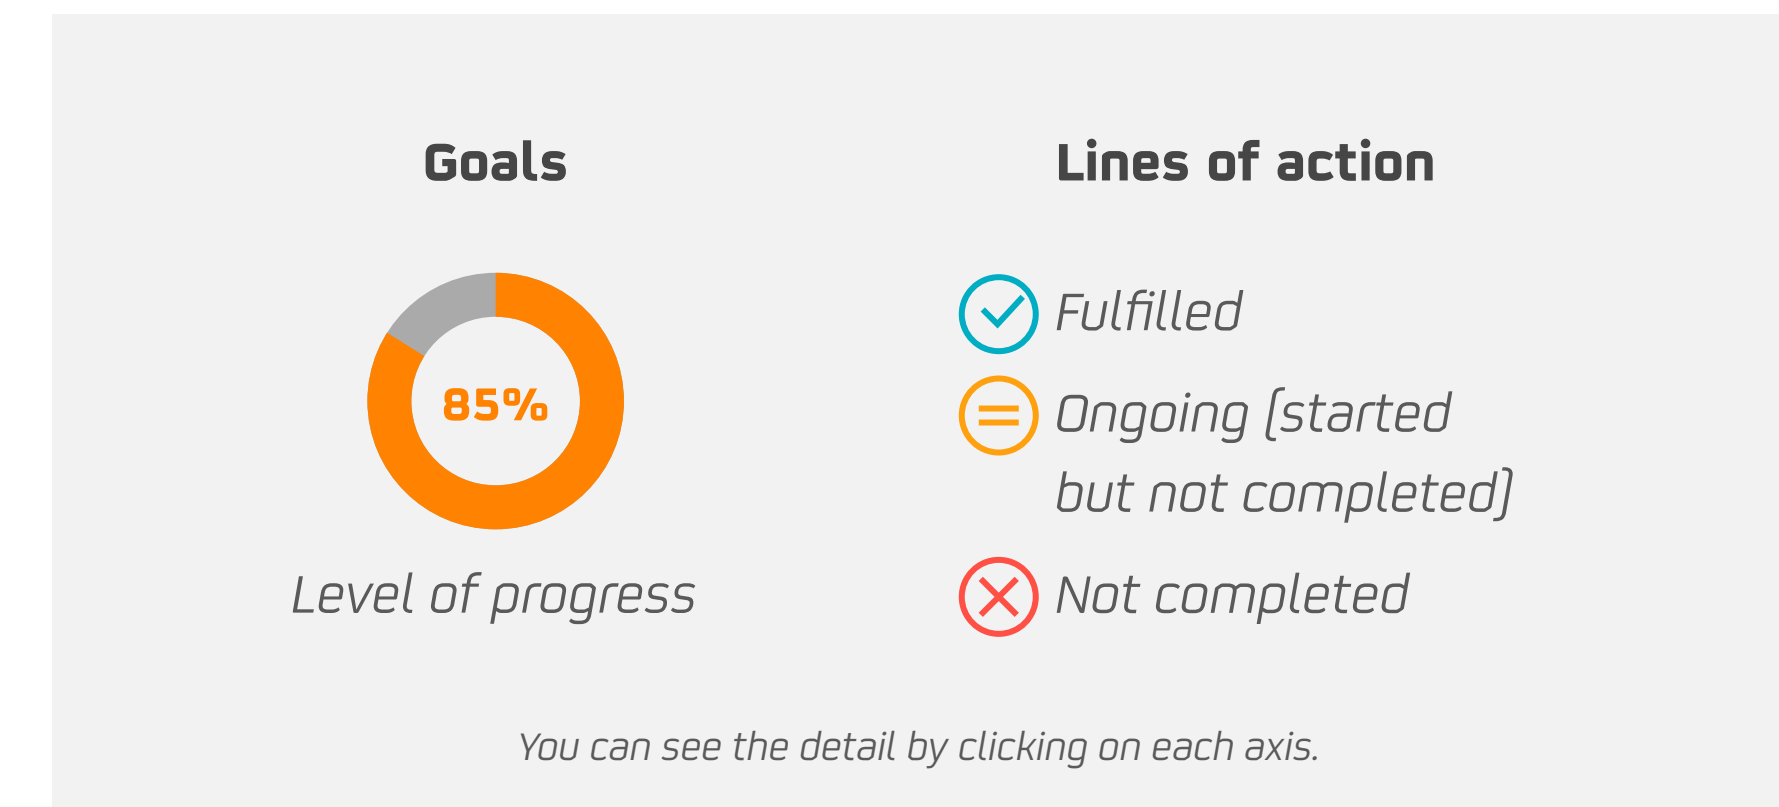 Goals
85%
Level of progress
Lines of action
Fulfilled
Ongoing (started
but not completed)
Not completed
You can see the detail by clicking on each axis.